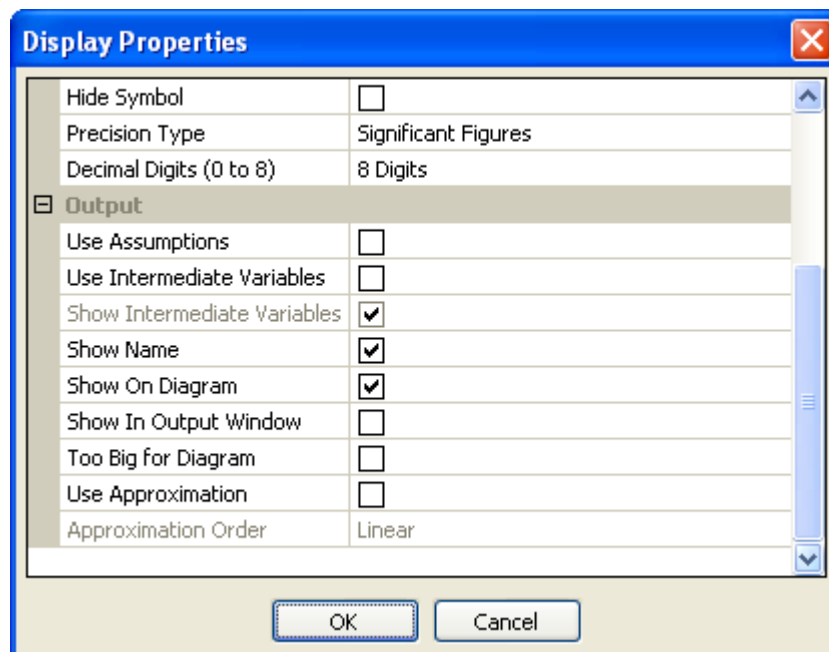 Display Properties
Hide Symbol
Precision Type Significant Figures
Decimal Digits (0 to 8) 8 Digits
Output
Use Assumptions
Use Intermediate Variables
Show Intermediate Variables
Show Name
Show On Diagram
Show In Output Window
Too Big for Diagram
Use Approximation
Approximation Order Linear
OK Cancel